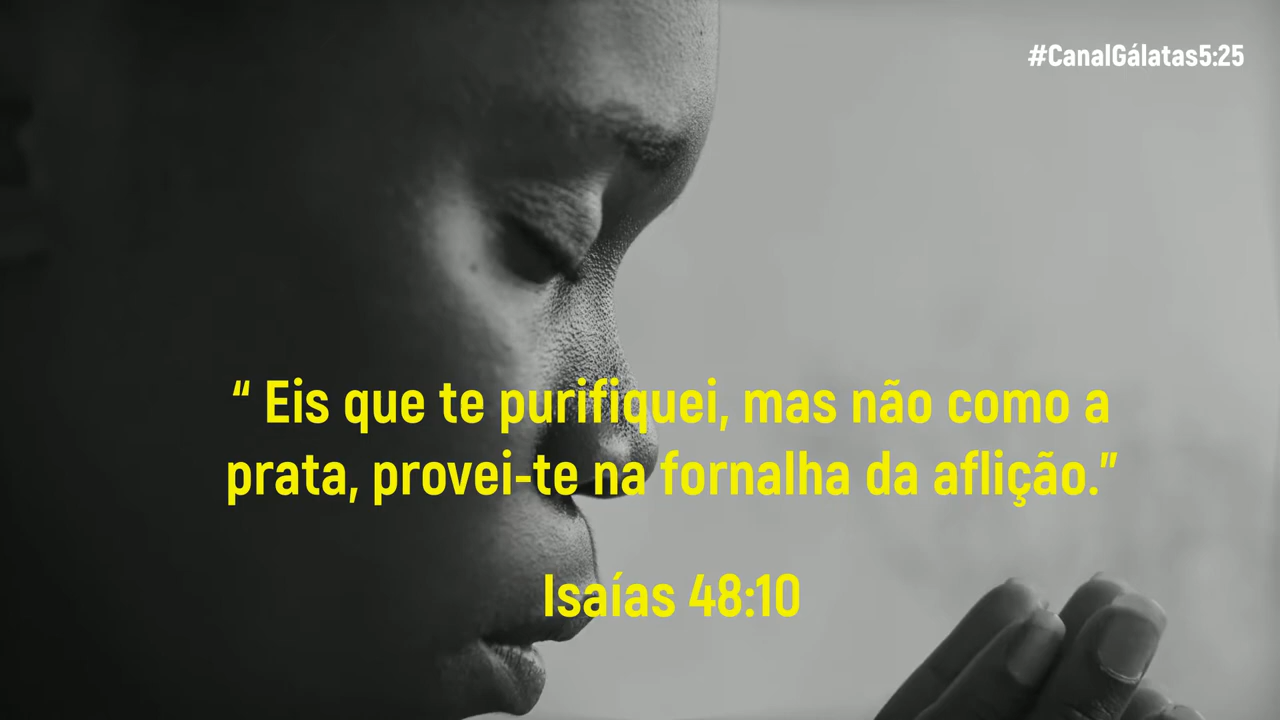 #CanalGálatas5:25
“ Eis que te purifiquei, mas não como a
prata, provei-te na fornalha da aflição.”
Isaías 48:10